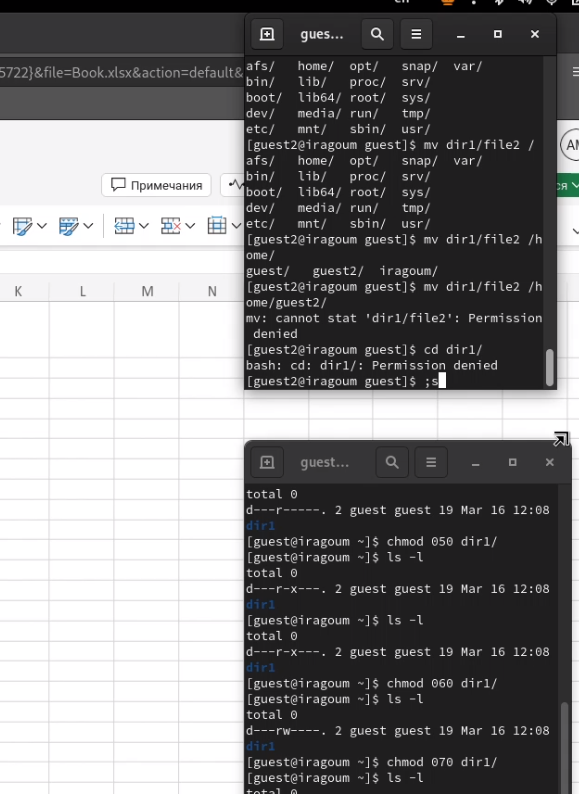 en
gues...
5722}&file=Book.xlsx&action=default&
afs/ home/ opt/ snap/ var/
bin/ lib/ proc/ srv/
boot/ lib64/ root/ sys/
dev/ media/ run/ tmp/
etc/ mnt/ sbin/ usr/
[guest2@iragoum guest]$ mv dir1/file2 /
afs/ home/ opt/ snap/ var/
bin/ lib/ proc/ srv/
boot/ lib64/ root/ sys/
dev/ media/ run/ tmp/
etc/ mnt/ sbin/ usr/
[guest2@iragoum guest]$ mv dir1/file2 /h
ome/
guest/ guest2/ iragoum/
[guest2@iragoum guest]$ mv dir1/file2 /h
ome/guest2/
mv: cannot stat 'dir1/file2': Permission
denied
[guest2@iragoum guest]$ cd dir1/
bash: cd: dir1/: Permission denied
[guest2@iragoum guest]$ ;s
Примечания
ся
K L M N
guest...
total 0
d---r-----. 2 guest guest 19 Mar 16 12:08
dir1
[guest@iragoum ~]$ chmod 050 dir1/
[guest@iragoum ~]$ ls -l
total 0
d---r-x---. 2 guest guest 19 Mar 16 12:08
dir1
[guest@iragoum ~]$ ls -l
total 0
d---r-x---. 2 guest guest 19 Mar 16 12:08
dir1
[guest@iragoum ~]$ chmod 060 dir1/
[guest@iragoum ~]$ ls -l
total 0
d---rw----. 2 guest guest 19 Mar 16 12:08
dir1
[guest@iragoum ~]$ chmod 070 dir1/
[guest@iragoum ~]$ ls -l
total 0